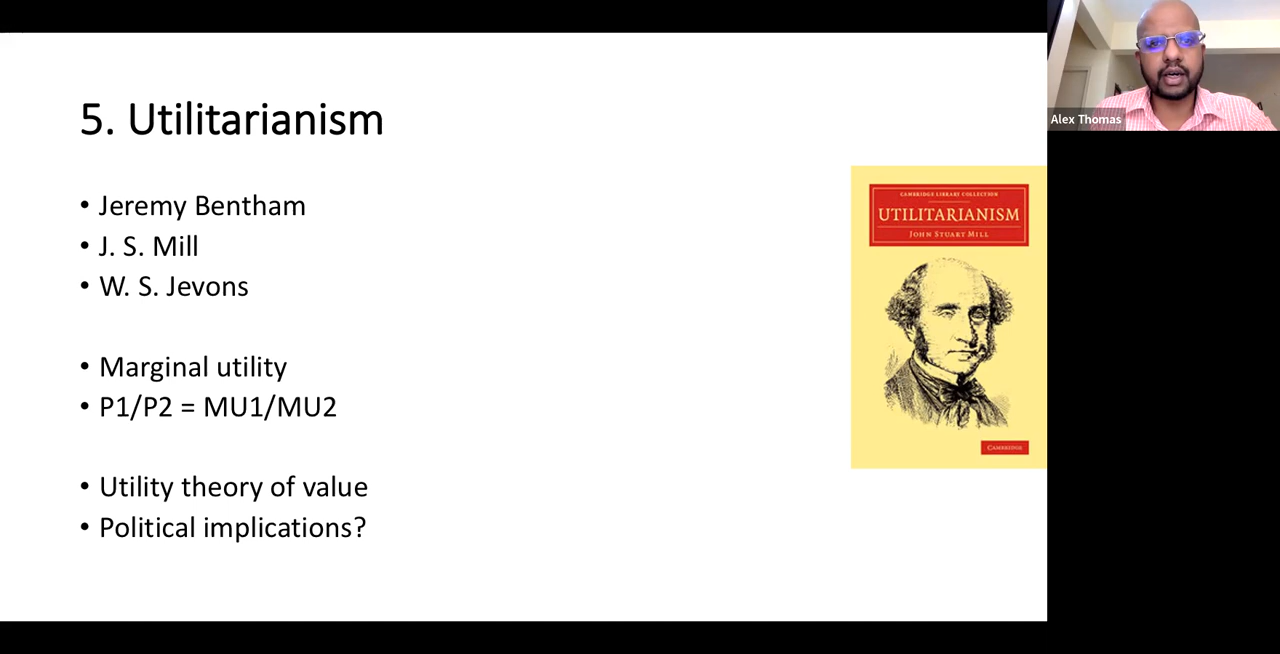 5. Utilitarianism
• Jeremy Bentham
• J. S. Mill
• W. S. Jevons
• Marginal utility
• P1/P2 = MU1/MU2
• Utility theory of value
• Political implications?
CAMBRIDGE LIBRARY COLLECTION
UTILITARIANISM
JOHN STUART MILL
CAMBRIDGE
Alex Thomas